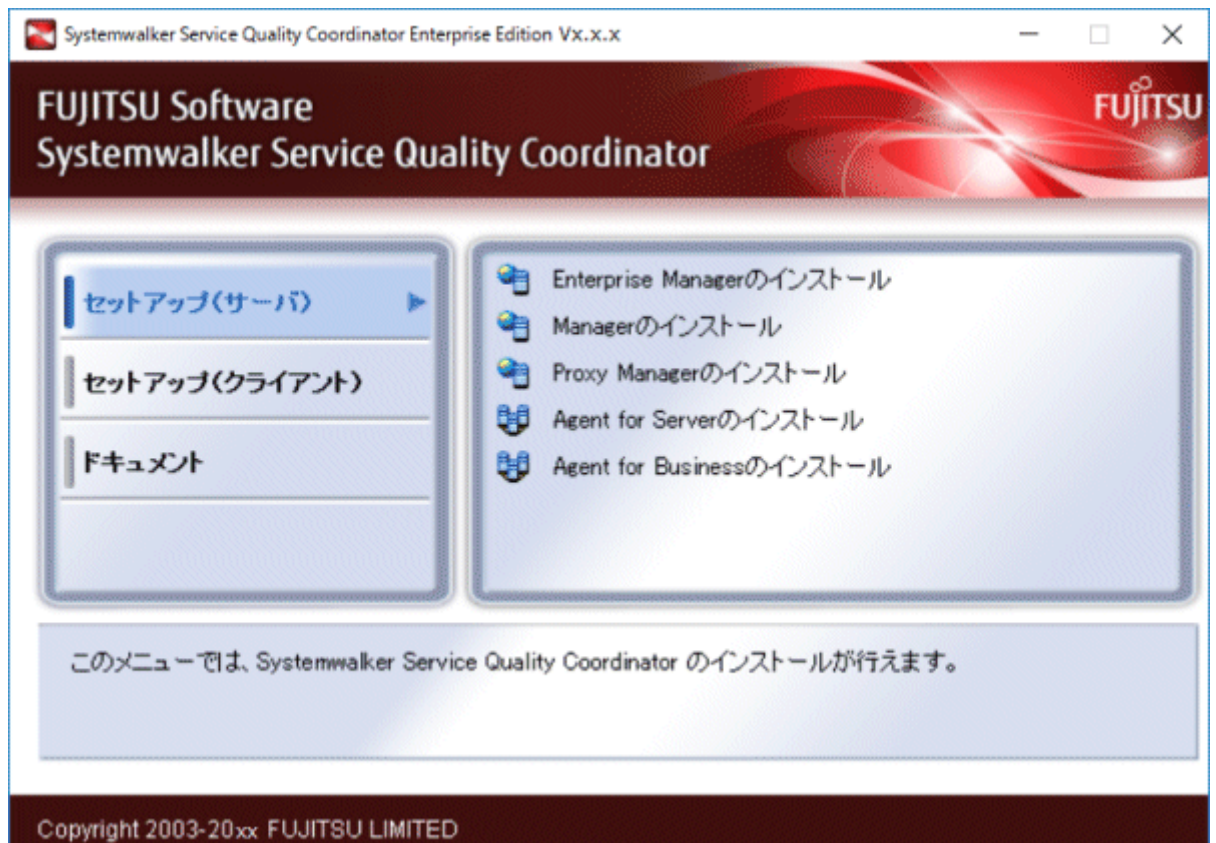 Systemwalker Service Quality Coordinator Enterprise Edition Vx.x.x
FUJITSU Software
Systemwalker Service Quality Coordinator
FUJITSU
セットアップ(サーバ)
セットアップ(クライアント)
ドキュメント
Enterprise Managerのインストール
Managerのインストール
Proxy Managerのインストール
Agent for Serverのインストール
Agent for Businessのインストール
このメニューでは、Systemwalker Service Quality Coordinator のインストールが行えます。
Copyright 2003-20xx FUJITSU LIMITED